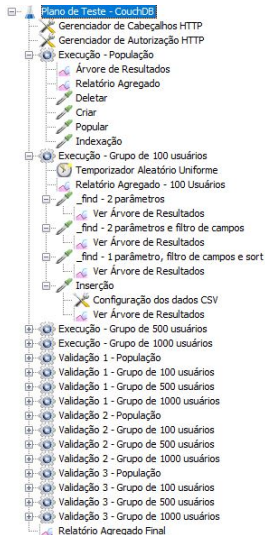 Plano de Teste - CouchDB
Gerenciador de Cabeçalhos HTTP
Gerenciador de Autorização HTTP
Execução - População
Árvore de Resultados
Relatório Agregado
Deletar
Criar
Popular
Indexação
Execução - Grupo de 100 usuários
Temporizador Aleatório Uniforme
Relatório Agregado - 100 Usuários
_find - 2 parâmetros
Ver Árvore de Resultados
_find - 2 parâmetros e filtro de campos
Ver Árvore de Resultados
_find - 1 parâmetro, filtro de campos e sort
Ver Árvore de Resultados
Inserção
Configuração dos dados CSV
Ver Árvore de Resultados
Execução - Grupo de 500 usuários
Execução - Grupo de 1000 usuários
Validação 1 - População
Validação 1 - Grupo de 100 usuários
Validação 1 - Grupo de 500 usuários
Validação 1 - Grupo de 1000 usuários
Validação 2 - População
Validação 2 - Grupo de 100 usuários
Validação 2 - Grupo de 500 usuários
Validação 2 - Grupo de 1000 usuários
Validação 3 - População
Validação 3 - Grupo de 100 usuários
Validação 3 - Grupo de 500 usuários
Validação 3 - Grupo de 1000 usuários
Relatório Agregado Final